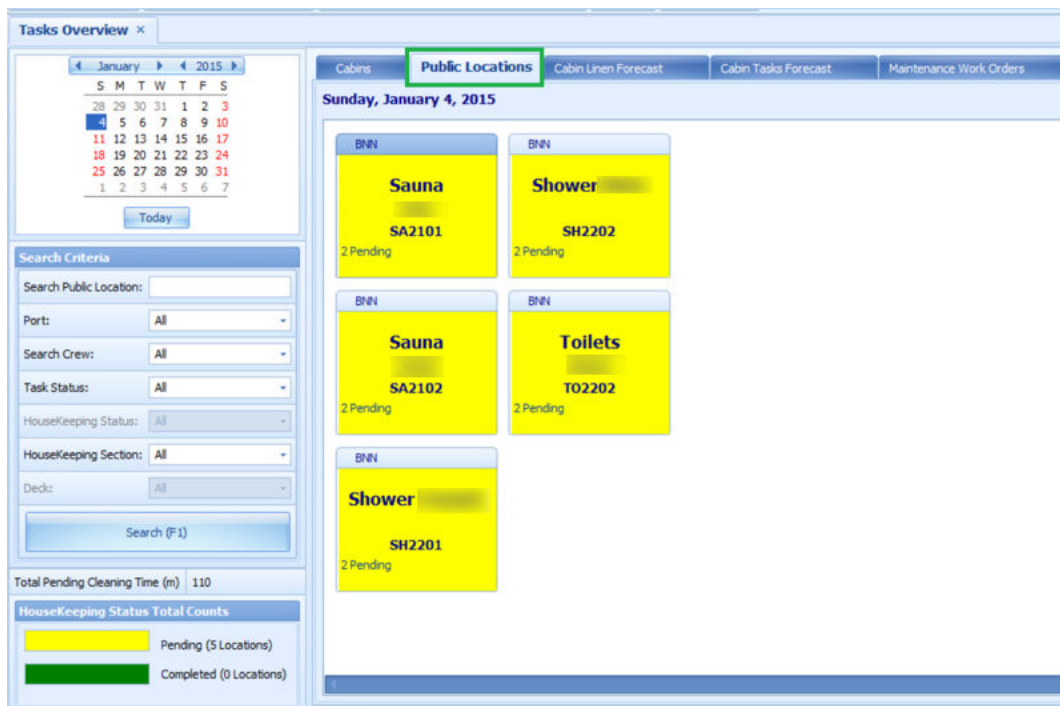 Tasks Overview ×
January 2015
S M T W T F S
28 29 30 31 1 2 3
4 5 6 7 8 9 10
11 12 13 14 15 16 17
18 19 20 21 22 23 24
25 26 27 28 29 30 31
1 2 3 4 5 6 7
Today
Search Criteria
Search Public Location:
Port: All
Search Crew: All
Task Status: All
HouseKeeping Status: All
HouseKeeping Section: All
Deck: All
Search (F1)
Total Pending Cleaning Time (m) 110
HouseKeeping Status Total Counts
Pending (5 Locations)
Completed (0 Locations)
Cabins Public Locations Cabin Linen Forecast Cabin Tasks Forecast Maintenance Work Orders
Sunday, January 4, 2015
BNN
Sauna
SA2101
2 Pending
BNN
Shower
SH2202
2 Pending
BNN
Sauna
SA2102
2 Pending
BNN
Toilets
TO2202
2 Pending
BNN
Shower
SH2201
2 Pending